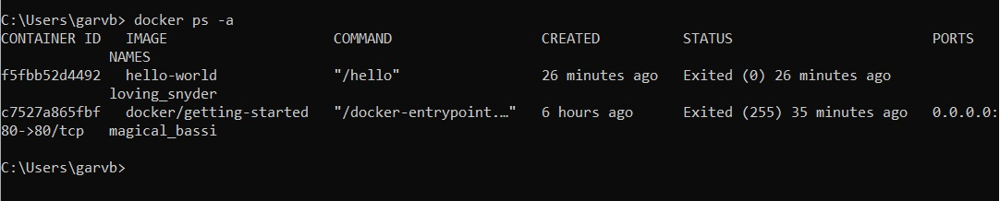 C:\Users\garvb> docker ps -a
CONTAINER ID   IMAGE                    COMMAND                  CREATED          STATUS                        PORTS
             NAMES
f5fbb52d4492   hello-world              "/hello"                 26 minutes ago   Exited (0) 26 minutes ago
             loving_snyder
c7527a865fbf   docker/getting-started   "/docker-entrypoint.…"   6 hours ago      Exited (255) 35 minutes ago   0.0.0.0:
80->80/tcp   magical_bassi
C:\Users\garvb>